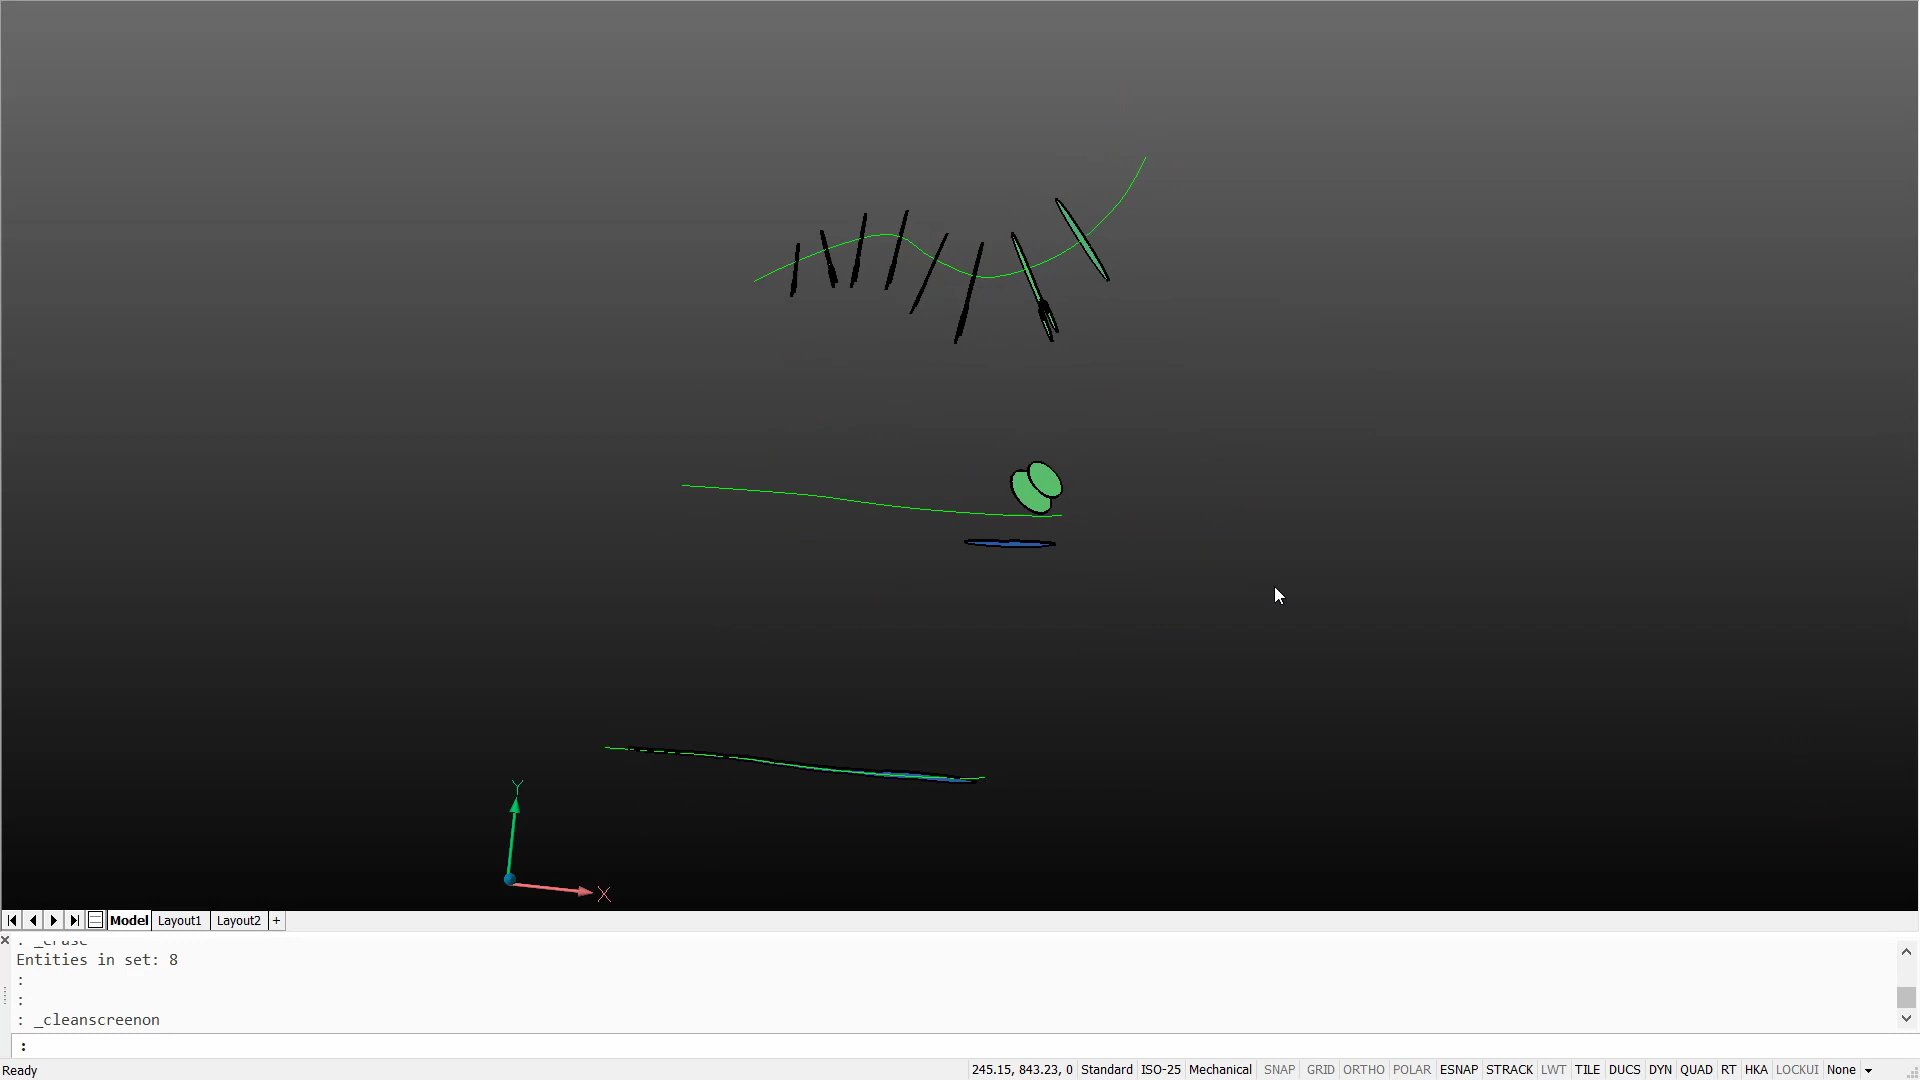 Y
X
Model Layout1 Layout2 +
: _erase
Entities in set: 8
:
:
: _cleanscreenon
:
Ready 245.15, 843.23, 0 Standard ISO-25 Mechanical SNAP GRID ORTHO POLAR ESNAP STRACK LWT TILE DUCS DYN QUAD RT HKA LOCKUI None